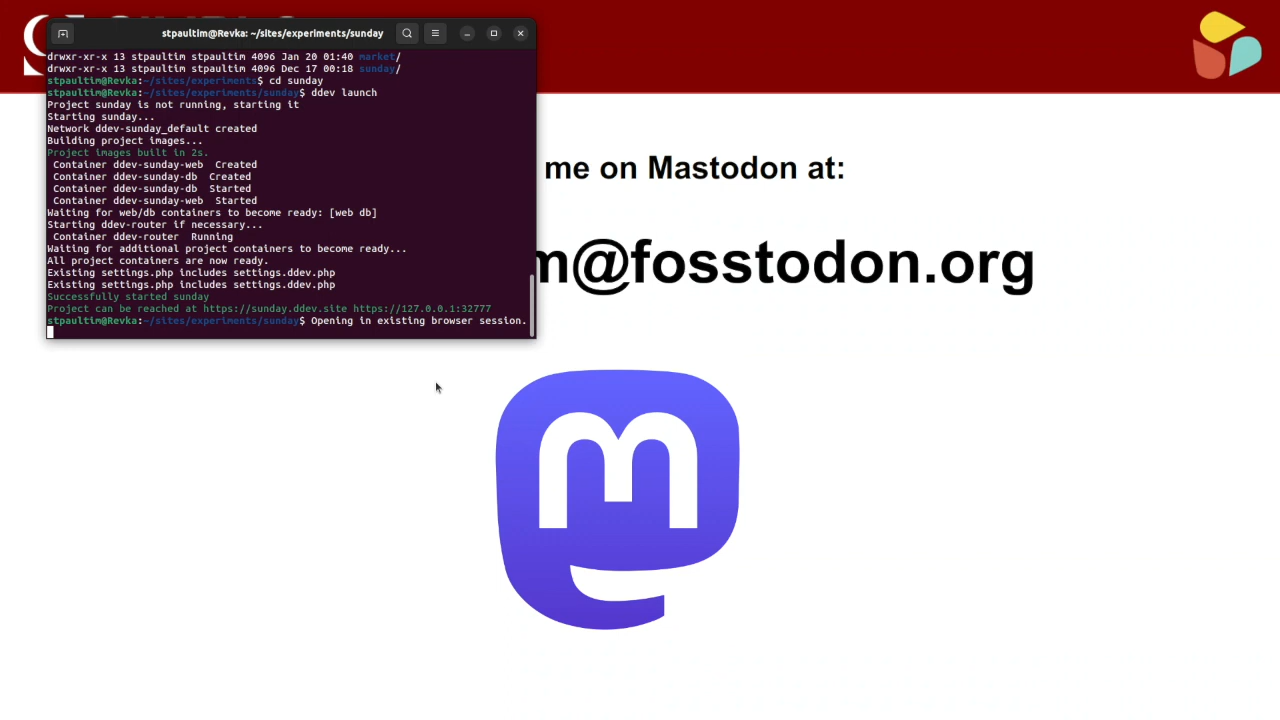 stpaultim@Revka: ~/sites/experiments/sunday
drwxr-xr-x 13 stpaultim stpaultim 4096 Jan 20 01:40 market/
drwxr-xr-x 13 stpaultim stpaultim 4096 Dec 17 00:18 sunday/
stpaultim@Revka:~/sites/experiments$ cd sunday
stpaultim@Revka:~/sites/experiments/sunday$ ddev launch
Project sunday is not running, starting it
Starting sunday...
Network ddev-sunday_default created
Building project images...
Project images built in 2s.
Container ddev-sunday-web  Created
Container ddev-sunday-db  Created
Container ddev-sunday-db  Started
Container ddev-sunday-web  Started
Waiting for web/db containers to become ready: [web db]
Starting ddev-router if necessary...
Container ddev-router  Running
Waiting for additional project containers to become ready...
All project containers are now ready.
Existing settings.php includes settings.ddev.php
Existing settings.php includes settings.ddev.php
Successfully started sunday
Project can be reached at https://sunday.ddev.site https://127.0.0.1:32777
stpaultim@Revka:~/sites/experiments/sunday$ Opening in existing browser session.
me on Mastodon at:
m@fosstodon.org